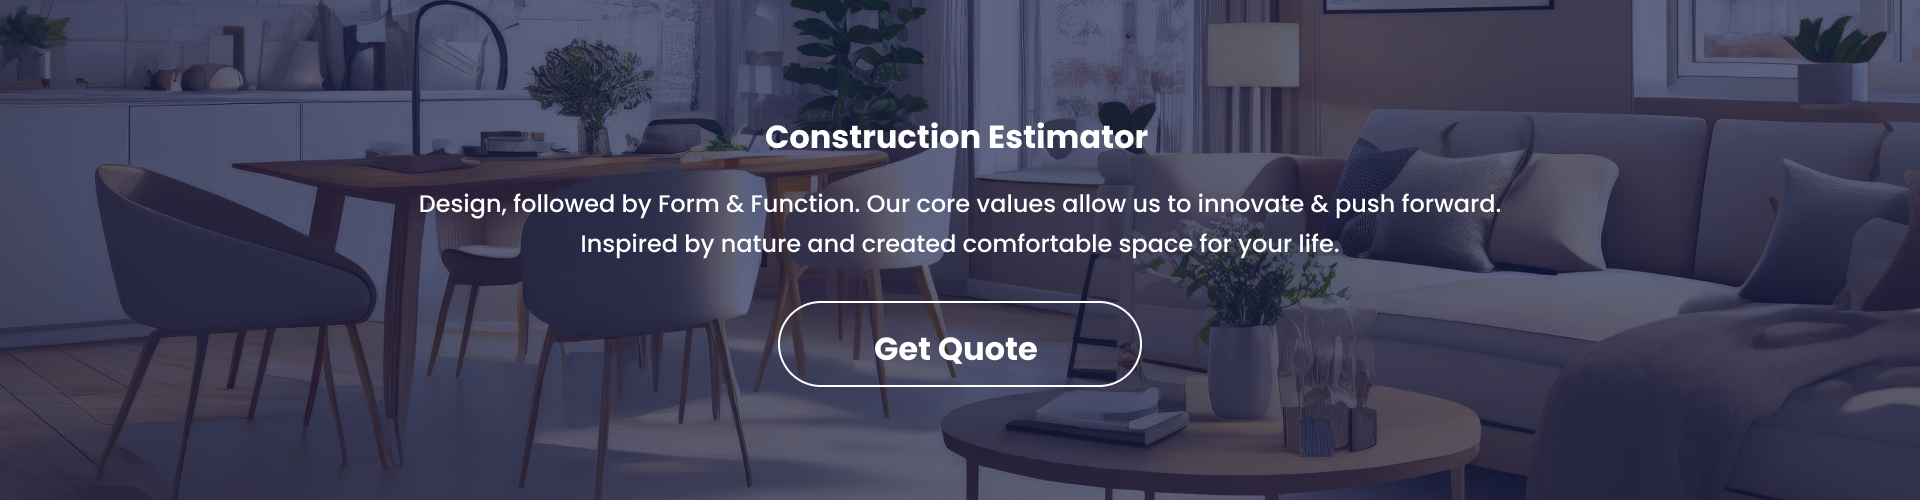 Construction Estimator
Design, followed by Form & Function. Our core values allow us to innovate & push forward.
Inspired by nature and created comfortable space for your life.
Get Quote